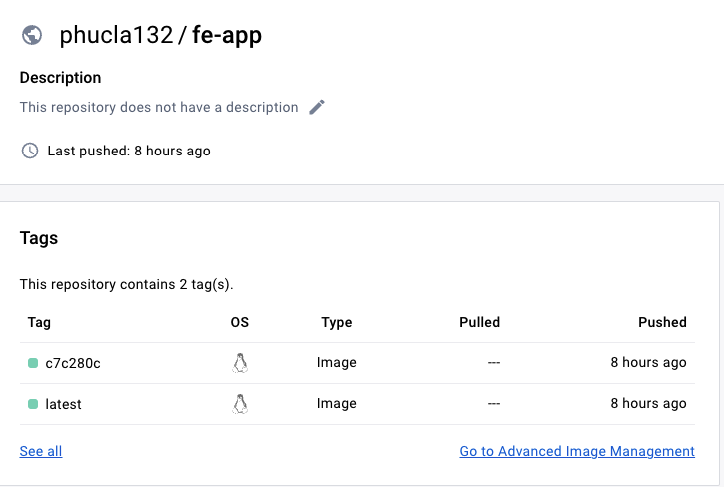 phucla132 / fe-app
Description
This repository does not have a description
Last pushed: 8 hours ago
Tags
This repository contains 2 tag(s).
Tag OS Type Pulled Pushed
c7c280c Image --- 8 hours ago
latest Image --- 8 hours ago
See all Go to Advanced Image Management